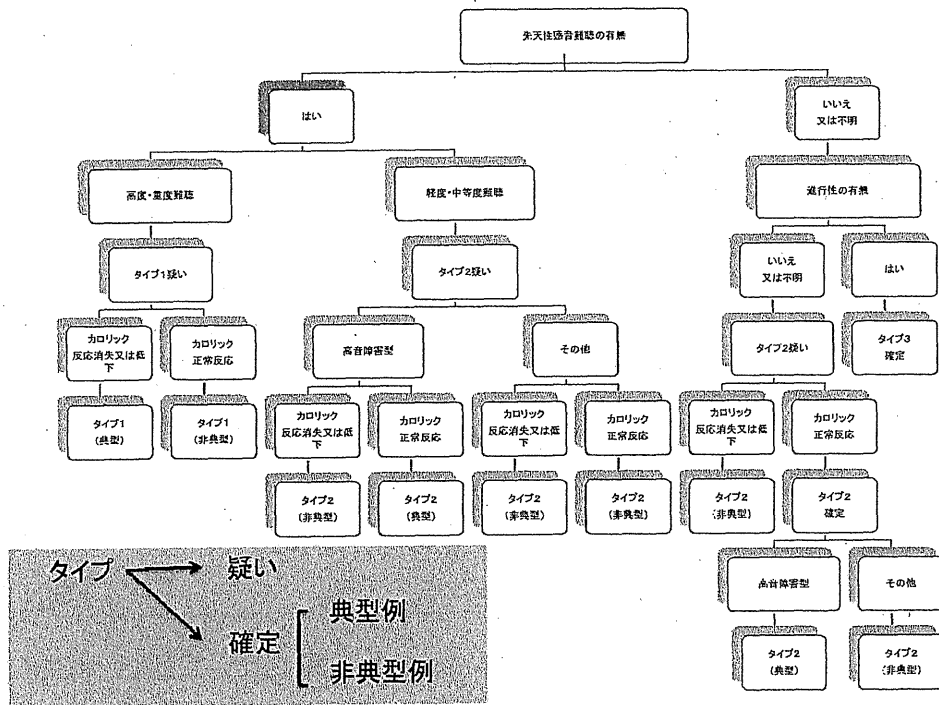 先天性感音難聴の有無
はい
いいえ
又は不明
高度・重度難聴
軽度・中等度難聴
進行性の有無
タイプ1疑い
タイプ2疑い
いいえ
又は不明
はい
カロリック
反応消失又は低
下
カロリック
正常反応
高音障害型
その他
タイプ2疑い
タイプ3
確定
タイプ1
(典型)
タイプ1
(非典型)
カロリック
反応消失又は低
下
カロリック
正常反応
カロリック
反応消失又は低
下
カロリック
正常反応
カロリック
反応消失又は低
下
カロリック
正常反応
タイプ2
(非典型)
タイプ2
(典型)
タイプ2
(非典型)
タイプ2
(非典型)
タイプ2
(非典型)
タイプ2
確定
高音障害型
その他
タイプ2
(典型)
タイプ2
(非典型)
タイプ
疑い
確定
典型例
非典型例